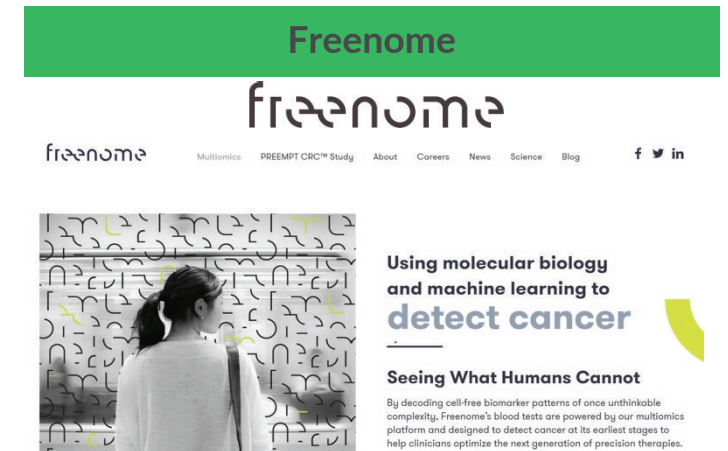 Freenome
freenome
freenome
Multiomics PREEMPT CRC™ Study About Careers News Science Blog
Using molecular biology
and machine learning to
detect cancer
Seeing What Humans Cannot
By decoding cell-free biomarker patterns of once unthinkable
complexity, Freenome's blood tests are powered by our multiomics
platform and designed to detect cancer at its earliest stages to
help clinicians optimize the next generation of precision therapies.